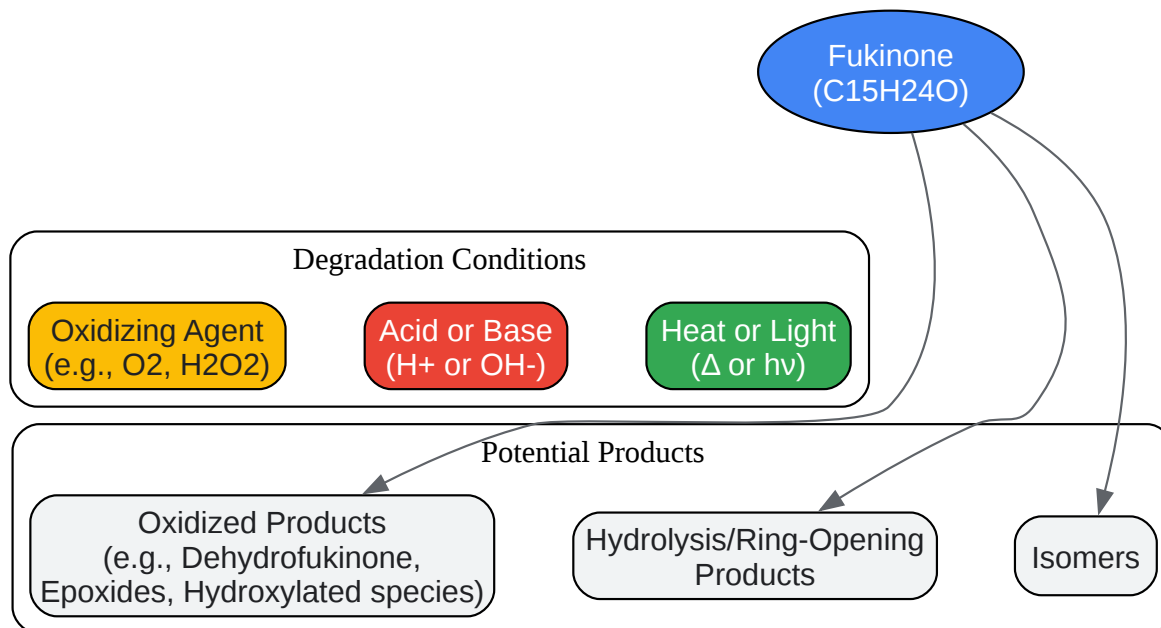 Fukinone
(C15H24O)
Degradation Conditions
Oxidizing Agent
(e.g., O2, H2O2)
Acid or Base
(H+ or OH-)
Heat or Light
(Δ or hν)
Potential Products
Oxidized Products
(e.g., Dehydrofukinone,
Epoxides, Hydroxylated species)
Hydrolysis/Ring-Opening
Products
Isomers